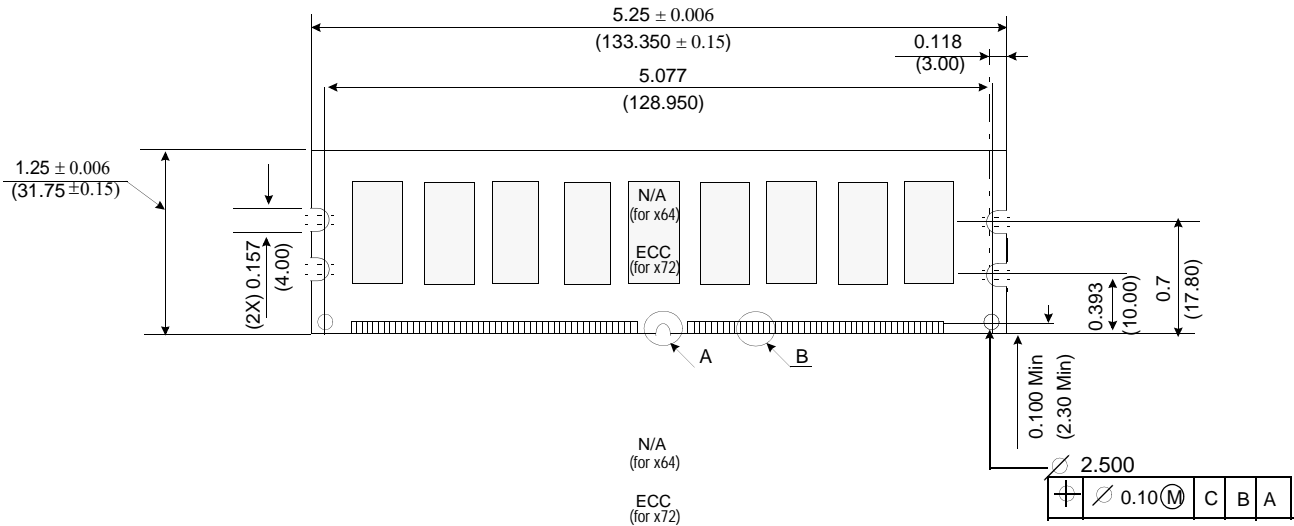 5.25 ± 0.006
(133.350 ± 0.15)
0.118
(3.00)
5.077
(128.950)
1.25 ± 0.006
(31.75 ±0.15)
N/A
(for x64)
ECC
(for x72)
(2X) 0.157
(4.00)
0.393
(10.00)
0.7
(17.80)
A
B
0.100 Min
(2.30 Min)
N/A
(for x64)
ECC
(for x72)
∅ 2.500
⌖ ∅ 0.10 Ⓜ C B A